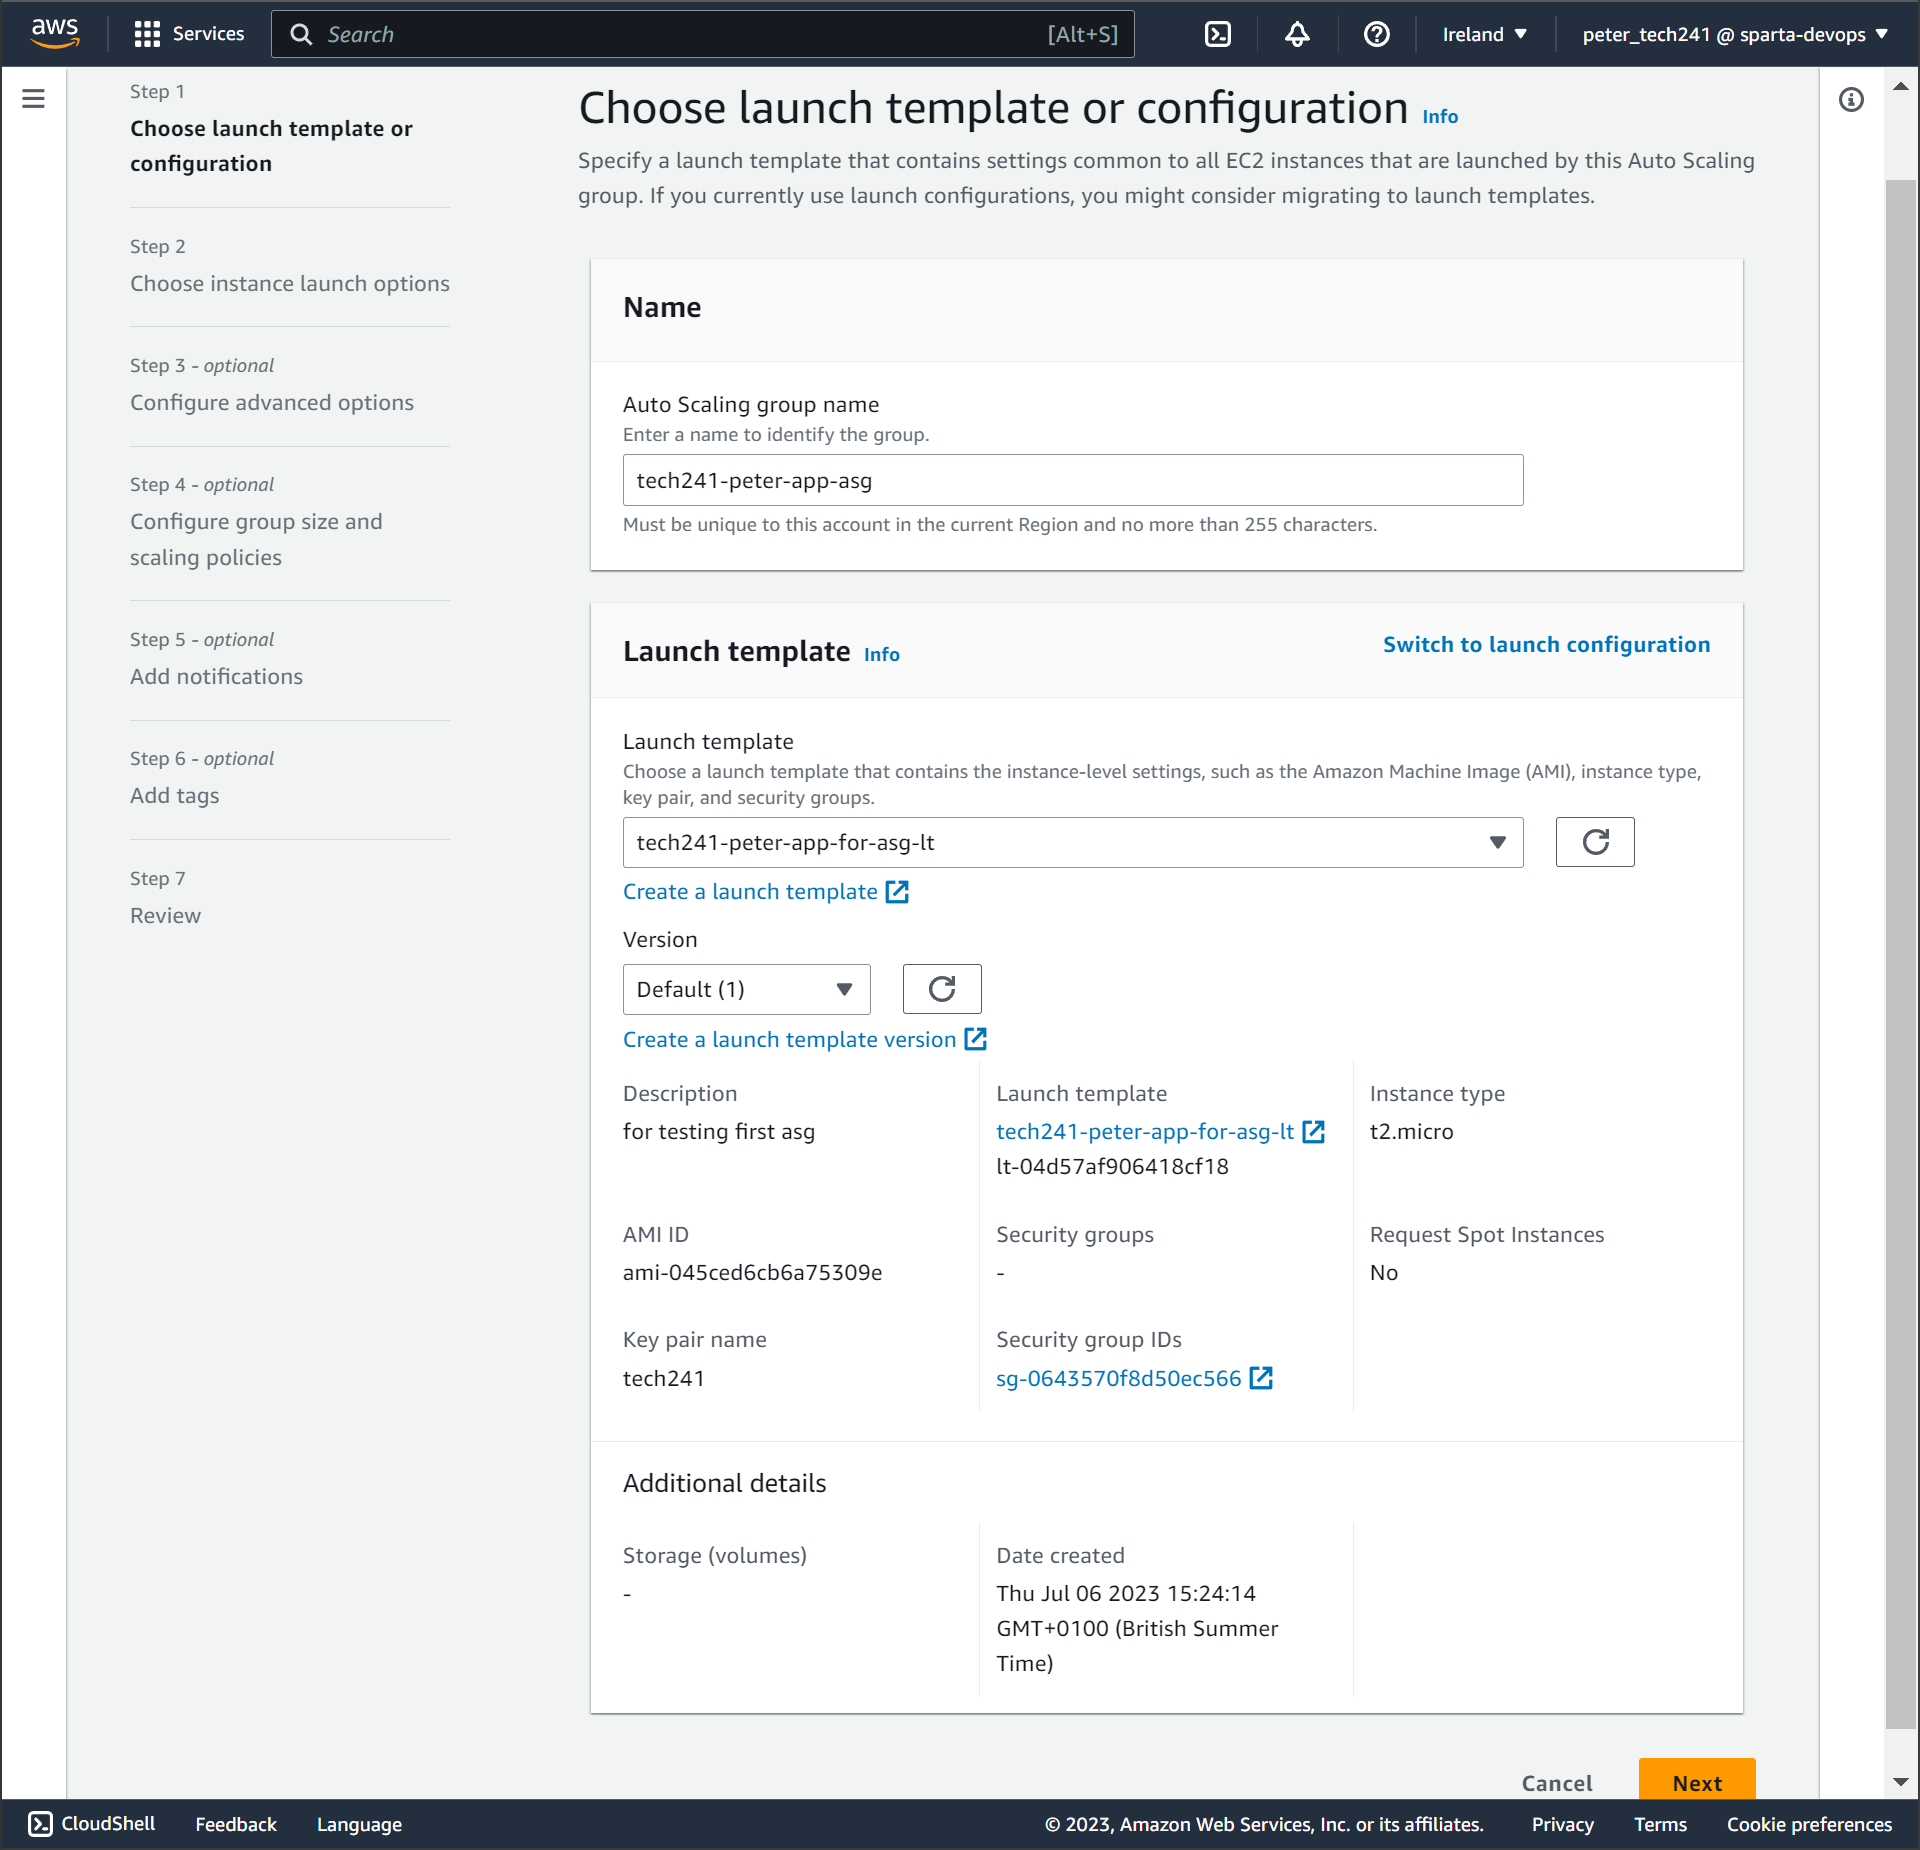 aws
Services
Search
[Alt+S]
Ireland ▼
peter_tech241 @ sparta-devops ▼
Step 1
Choose launch template or
configuration
Step 2
Choose instance launch options
Step 3 - optional
Configure advanced options
Step 4 - optional
Configure group size and
scaling policies
Step 5 - optional
Add notifications
Step 6 - optional
Add tags
Step 7
Review
Choose launch template or configuration Info
Specify a launch template that contains settings common to all EC2 instances that are launched by this Auto Scaling
group. If you currently use launch configurations, you might consider migrating to launch templates.
Name
Auto Scaling group name
Enter a name to identify the group.
tech241-peter-app-asg
Must be unique to this account in the current Region and no more than 255 characters.
Launch template Info
Switch to launch configuration
Launch template
Choose a launch template that contains the instance-level settings, such as the Amazon Machine Image (AMI), instance type,
key pair, and security groups.
tech241-peter-app-for-asg-lt
Create a launch template
Version
Default (1)
Create a launch template version
Description
for testing first asg
Launch template
tech241-peter-app-for-asg-lt
lt-04d57af906418cf18
Instance type
t2.micro
AMI ID
ami-045ced6cb6a75309e
Security groups
-
Request Spot Instances
No
Key pair name
tech241
Security group IDs
sg-0643570f8d50ec566
Additional details
Storage (volumes)
-
Date created
Thu Jul 06 2023 15:24:14
GMT+0100 (British Summer
Time)
Cancel
Next
CloudShell
Feedback
Language
© 2023, Amazon Web Services, Inc. or its affiliates.
Privacy
Terms
Cookie preferences